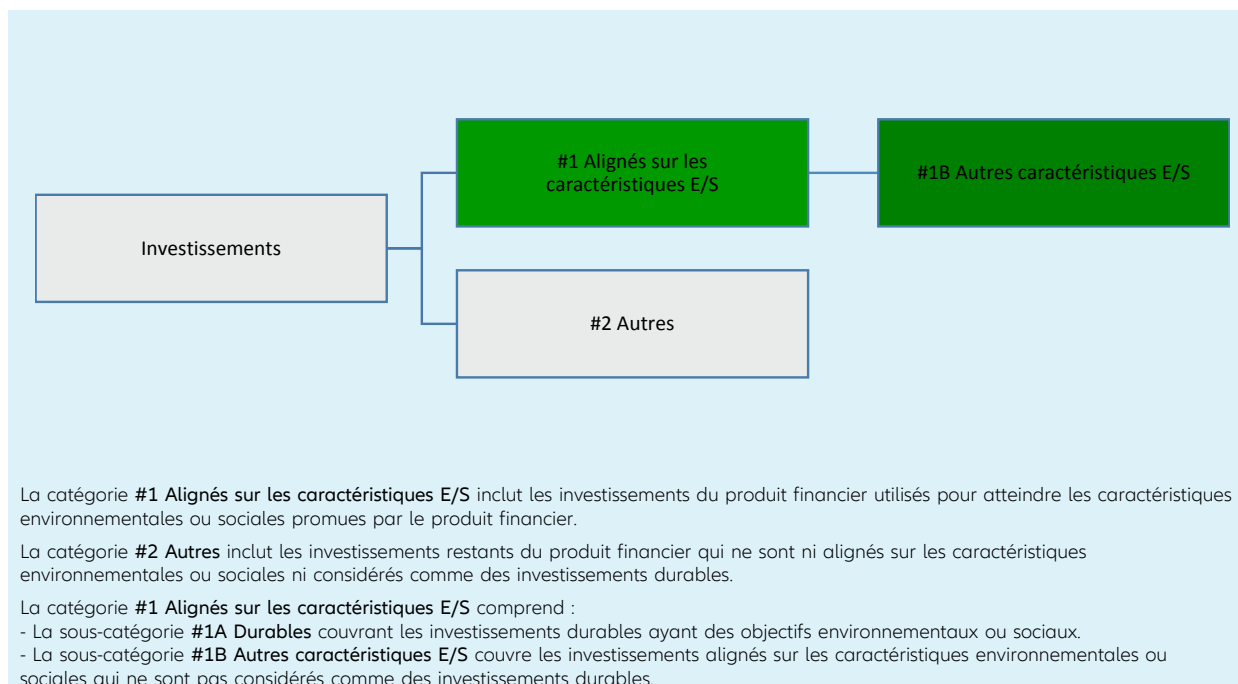 #1 Alignés sur les
caractéristiques E/S
#1B Autres caractéristiques E/S
Investissements
#2 Autres
La catégorie #1 Alignés sur les caractéristiques E/S inclut les investissements du produit financier utilisés pour atteindre les caractéristiques
environnementales ou sociales promues par le produit financier.
La catégorie #2 Autres inclut les investissements restants du produit financier qui ne sont ni alignés sur les caractéristiques
environnementales ou sociales ni considérés comme des investissements durables.
La catégorie #1 Alignés sur les caractéristiques E/S comprend :
- La sous-catégorie #1A Durables couvrant les investissements durables ayant des objectifs environnementaux ou sociaux.
- La sous-catégorie #1B Autres caractéristiques E/S couvre les investissements alignés sur les caractéristiques environnementales ou
sociales qui ne sont pas considérés comme des investissements durables.